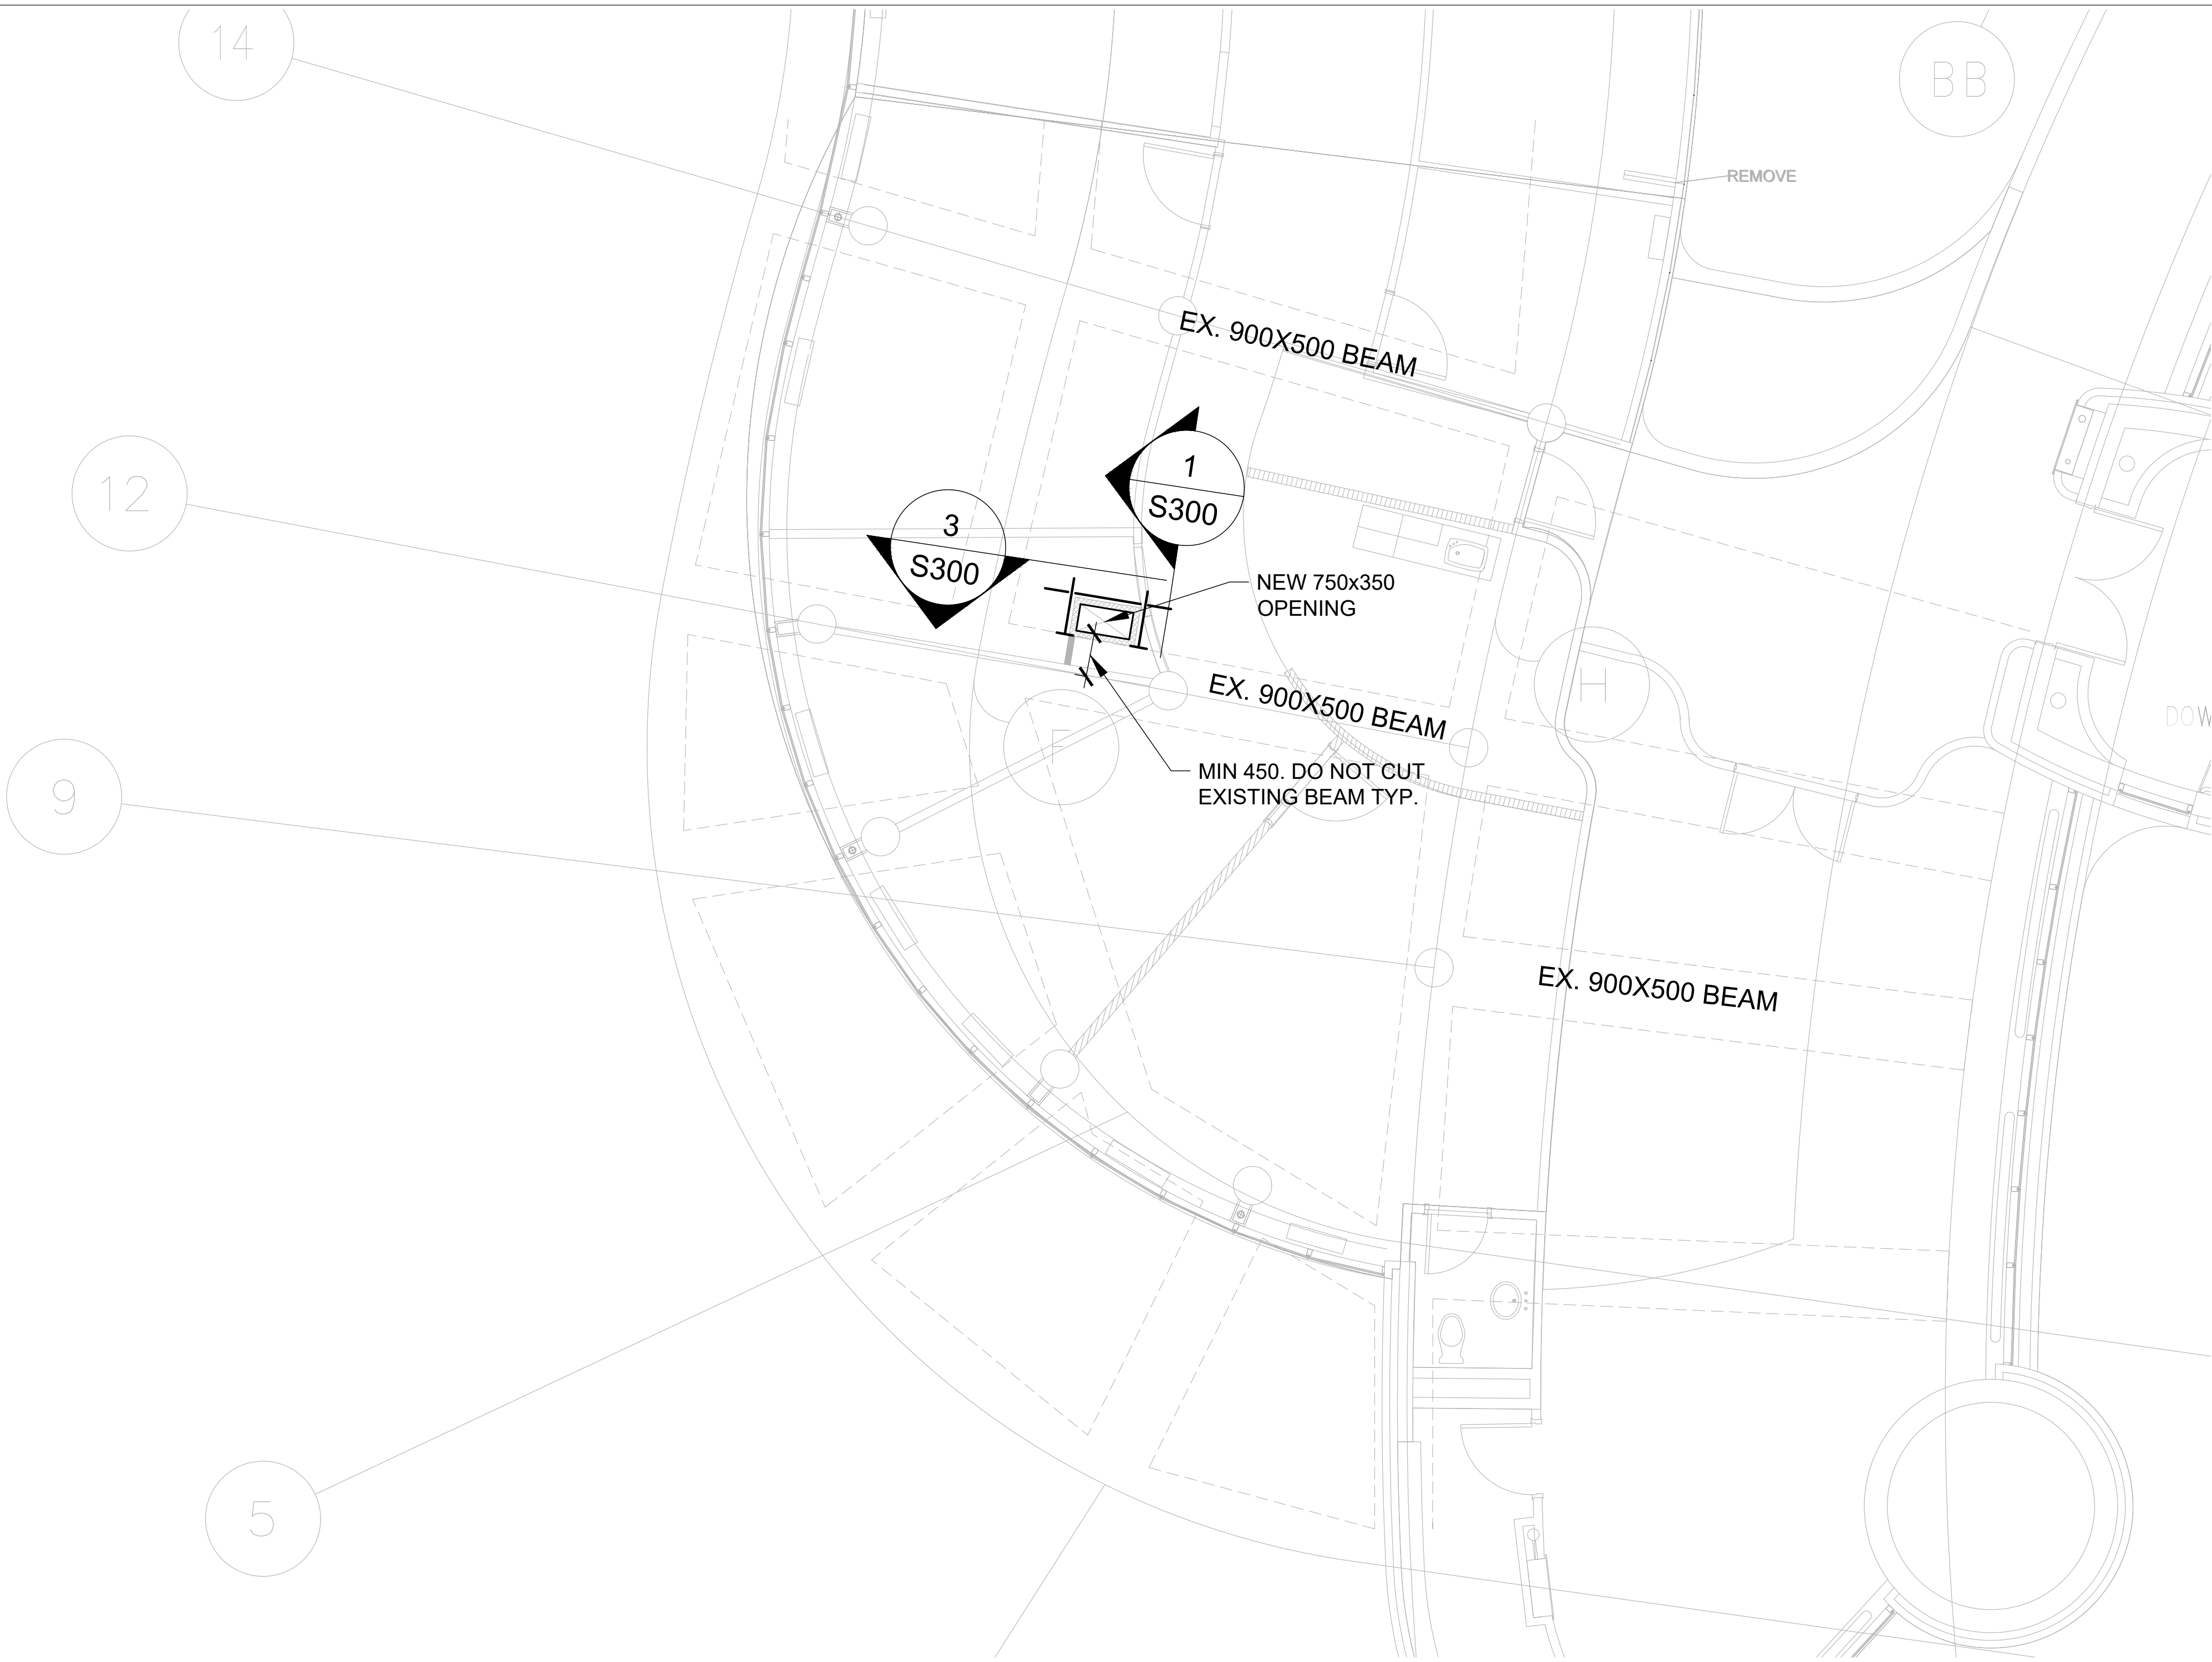 14
BB
REMOVE
EX. 900X500 BEAM
12
1
S300
3
S300
NEW 750x350
OPENING
H
EX. 900X500 BEAM
DOW
F
MIN 450. DO NOT CUT
EXISTING BEAM TYP.
9
EX. 900X500 BEAM
5